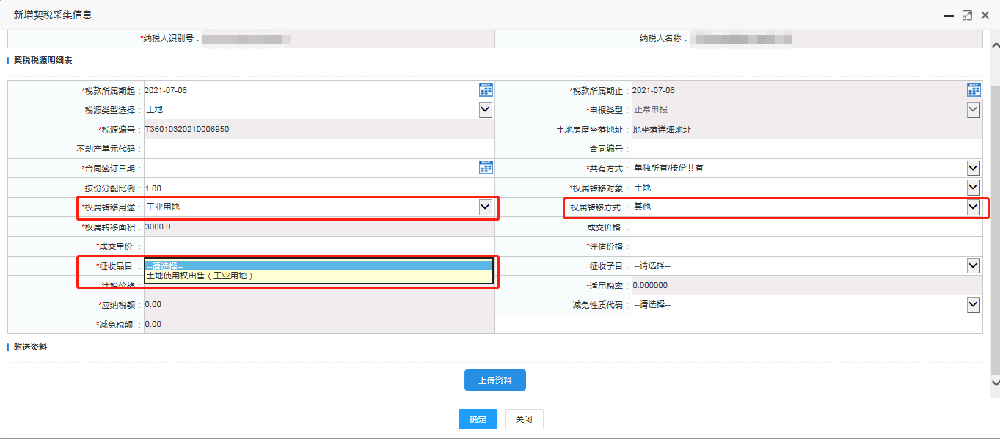 新增契税采集信息
*纳税人识别号： 纳税人名称：
契税税源明细表
*税款所属期起： 2021-07-06 *税款所属期止： 2021-07-06
税源类型选择： 土地 *申报类型： 正常申报
*税源编号： T36010320210006950 土地房屋坐落地址： 地坐落详细地址
不动产单元代码： 合同编号：
*合同签订日期： *共有方式： 单独所有/按份共有
按份分配比例： 1.00 *权属转移对象： 土地
*权属转移用途： 工业用地 权属转移方式： 其他
*权属转移面积： 3000.0 成交价格：
*成交单价： *评估价格：
*征收品目： --请选择-- 征收子目： --请选择--
土地使用权出售（工业用地）
计税价格： *适用税率： 0.000000
*应纳税额： 0.00 减免性质代码： --请选择--
*减免税额： 0.00
附送资料
上传资料
确定 关闭